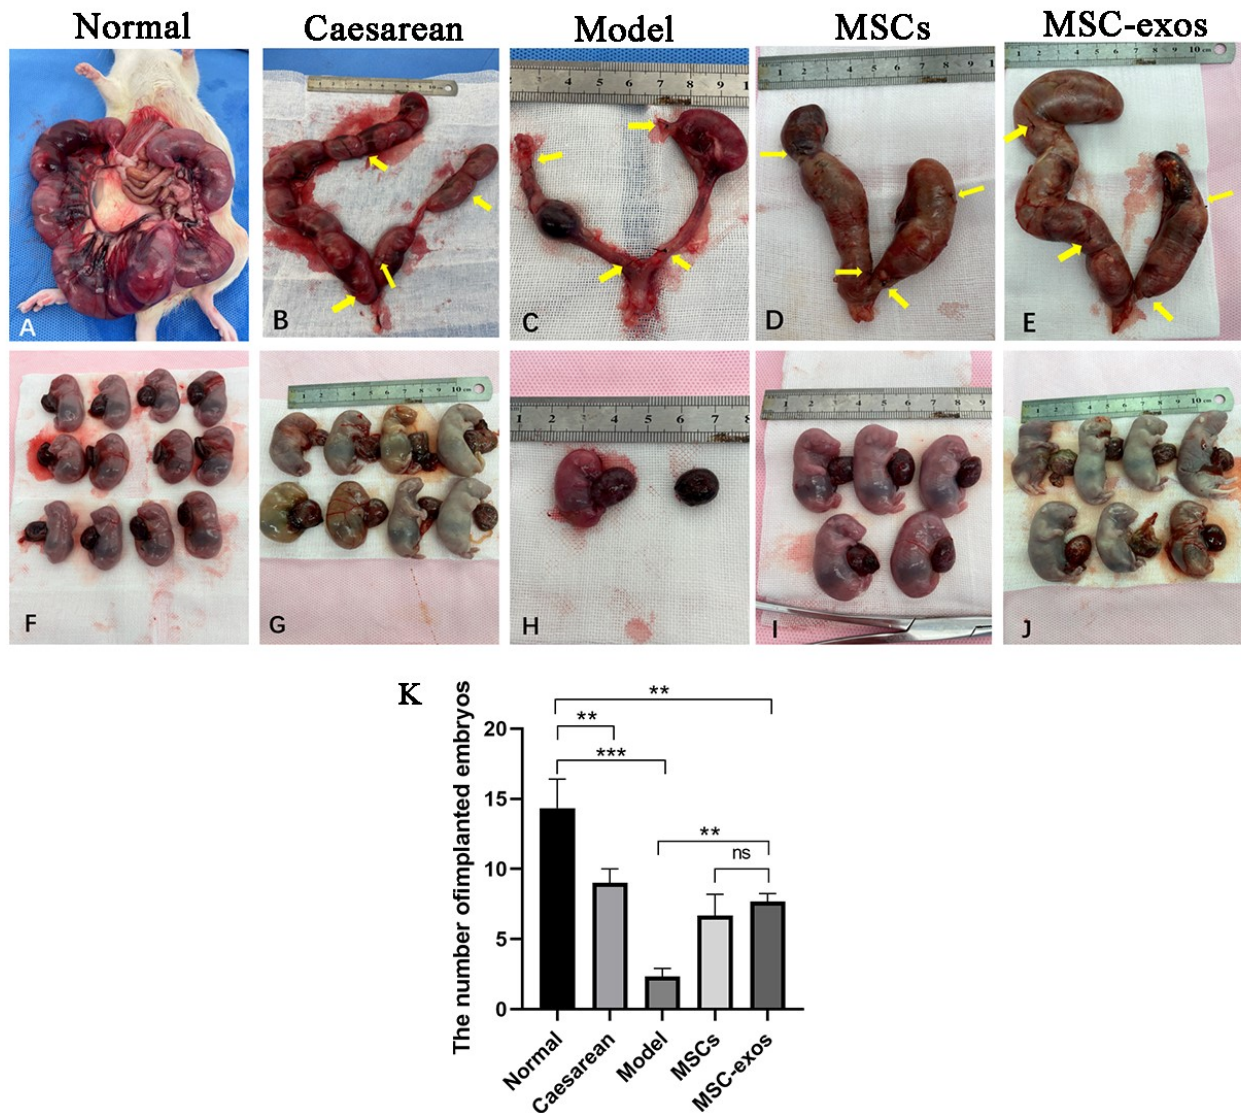 Normal Caesarean Model MSCs MSC-exos
A B C D E
F G H I J
K
The number ofimplanted embryos
20
15
10
5
0
**
**
***
**
ns
Normal
Caesarean
Model
MSCs
MSC-exos